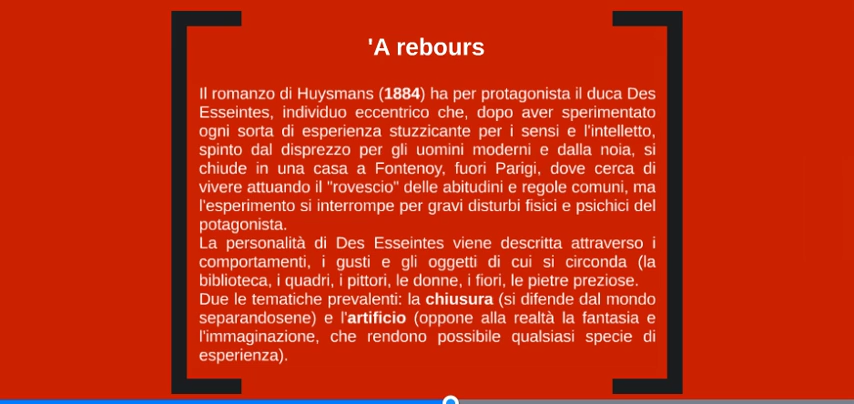 'A rebours
Il romanzo di Huysmans (1884) ha per protagonista il duca Des
Esseintes, individuo eccentrico che, dopo aver sperimentato
ogni sorta di esperienza stuzzicante per i sensi e l'intelletto,
spinto dal disprezzo per gli uomini moderni e dalla noia, si
chiude in una casa a Fontenoy, fuori Parigi, dove cerca di
vivere attuando il "rovescio" delle abitudini e regole comuni, ma
l'esperimento si interrompe per gravi disturbi fisici e psichici del
potagonista.
La personalità di Des Esseintes viene descritta attraverso i
comportamenti, i gusti e gli oggetti di cui si circonda (la
biblioteca, i quadri, i pittori, le donne, i fiori, le pietre preziose.
Due le tematiche prevalenti: la chiusura (si difende dal mondo
separandosene) e l'artificio (oppone alla realtà la fantasia e
l'immaginazione, che rendono possibile qualsiasi specie di
esperienza).